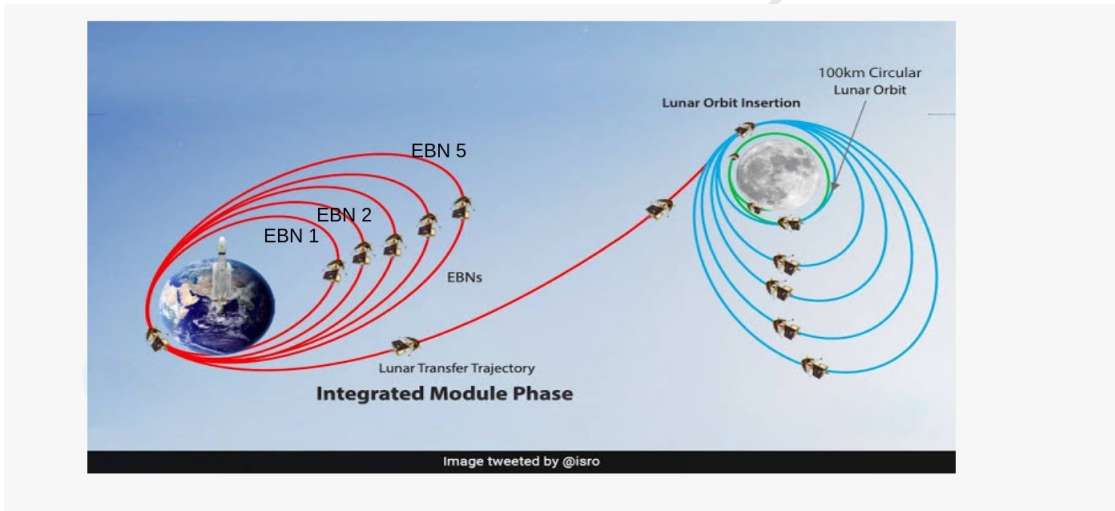 100km Circular
Lunar Orbit
Lunar Orbit Insertion
EBN 5
EBN 2
EBN 1
EBNs
Lunar Transfer Trajectory
Integrated Module Phase
Image tweeted by @isro